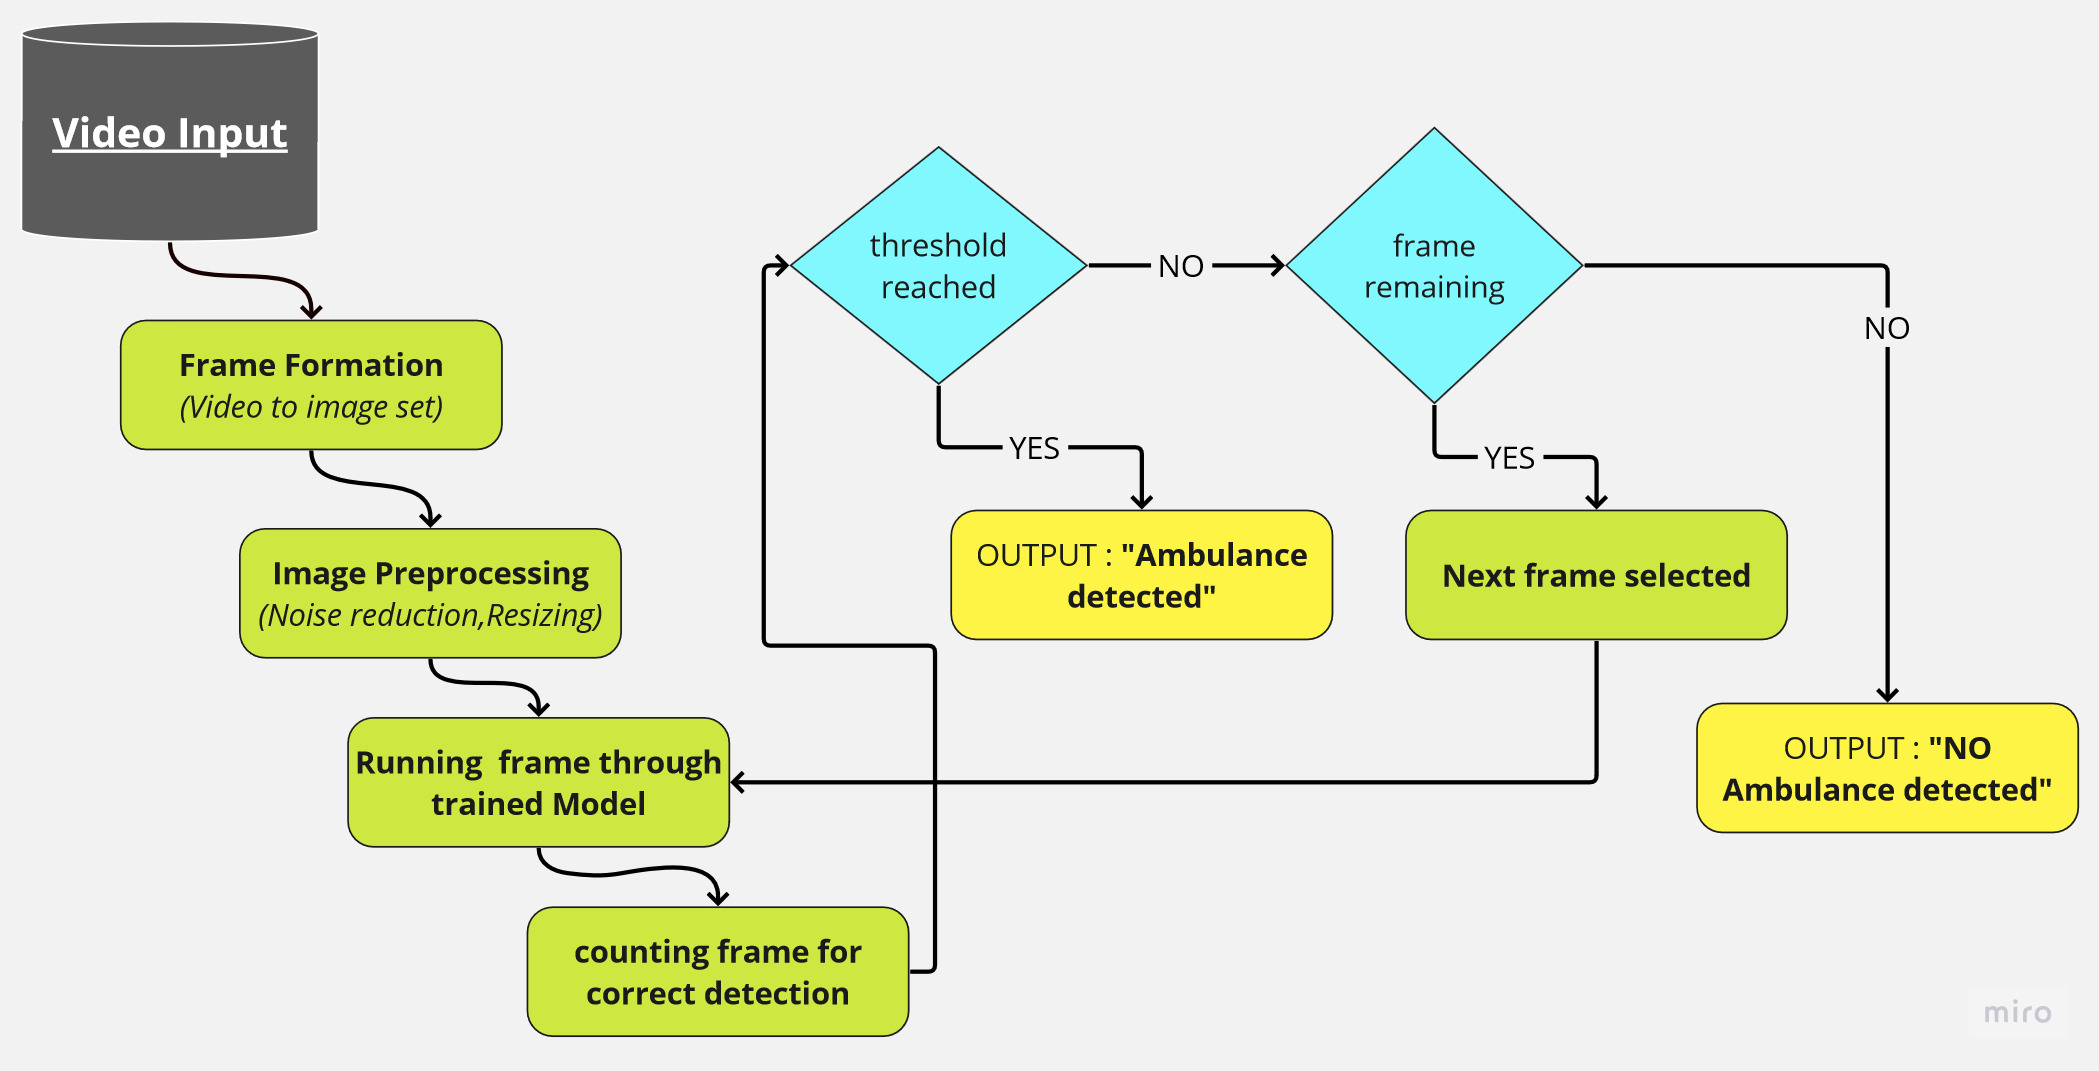 Video Input
Frame Formation
(Video to image set)
Image Preprocessing
(Noise reduction,Resizing)
Running  frame through
trained Model
counting frame for
correct detection
threshold
reached
NO
YES
OUTPUT : "Ambulance
detected"
frame
remaining
YES
Next frame selected
NO
OUTPUT : "NO
Ambulance detected"
miro